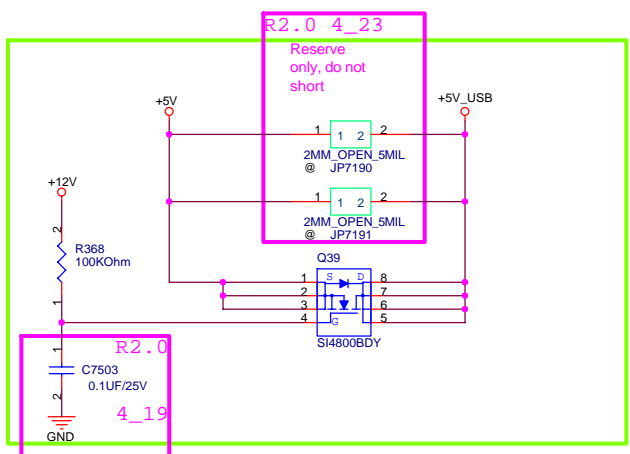 R2.0 4_23
Reserve
only, do not
short
+5V
+5V_USB
1 1 2 2
2MM_OPEN_5MIL
@ JP7190
+12V
1 1 2 2
2MM_OPEN_5MIL
@ JP7191
2
R368
100KOhm
1
Q39
1 S D 8
2 7
3 6
4 G 5
SI4800BDY
R2.0
1
C7503
0.1UF/25V
2
4_19
GND